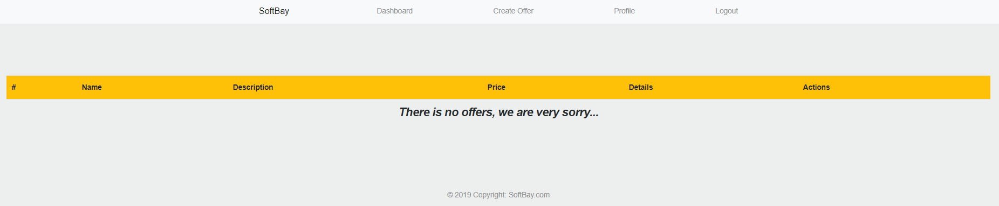 SoftBay Dashboard Create Offer Profile Logout
# Name Description Price Details Actions
There is no offers, we are very sorry...
© 2019 Copyright: SoftBay.com